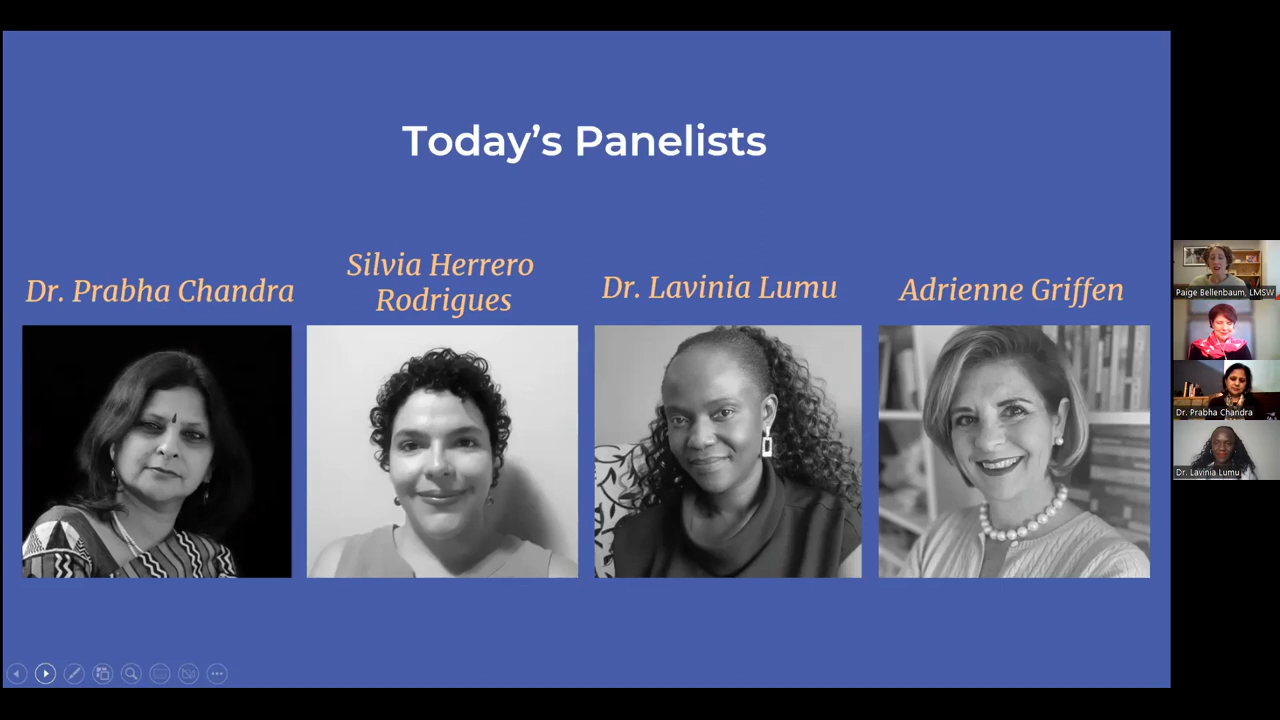 Today's Panelists
Dr. Prabha Chandra
Silvia Herrero
Rodrigues
Dr. Lavinia Lumu
Adrienne Griffen
Paige Bellenbaum, LMSW
Dr. Prabha Chandra
Dr. Lavinia Lumu